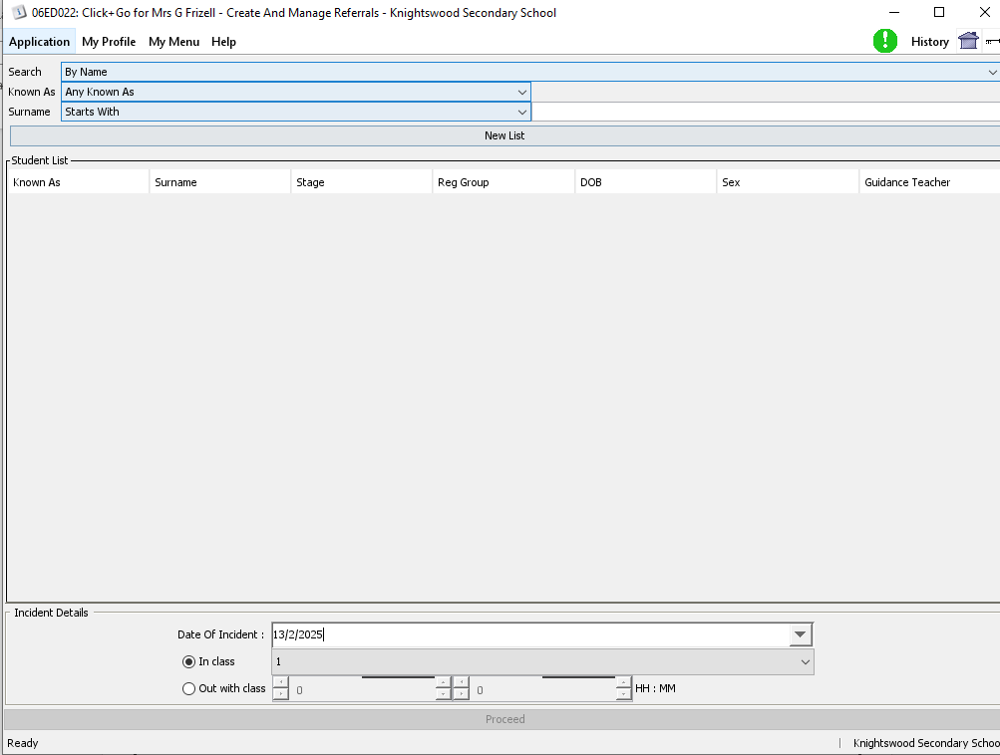 06ED022: Click+Go for Mrs G Frizell - Create And Manage Referrals - Knightswood Secondary School
Application My Profile My Menu Help History
Search By Name
Known As Any Known As
Surname Starts With
New List
Student List
Known As Surname Stage Reg Group DOB Sex Guidance Teacher
Incident Details
Date Of Incident : 13/2/2025
In class 1
Out with class 0 0 HH : MM
Proceed
Ready | Knightswood Secondary Schoo